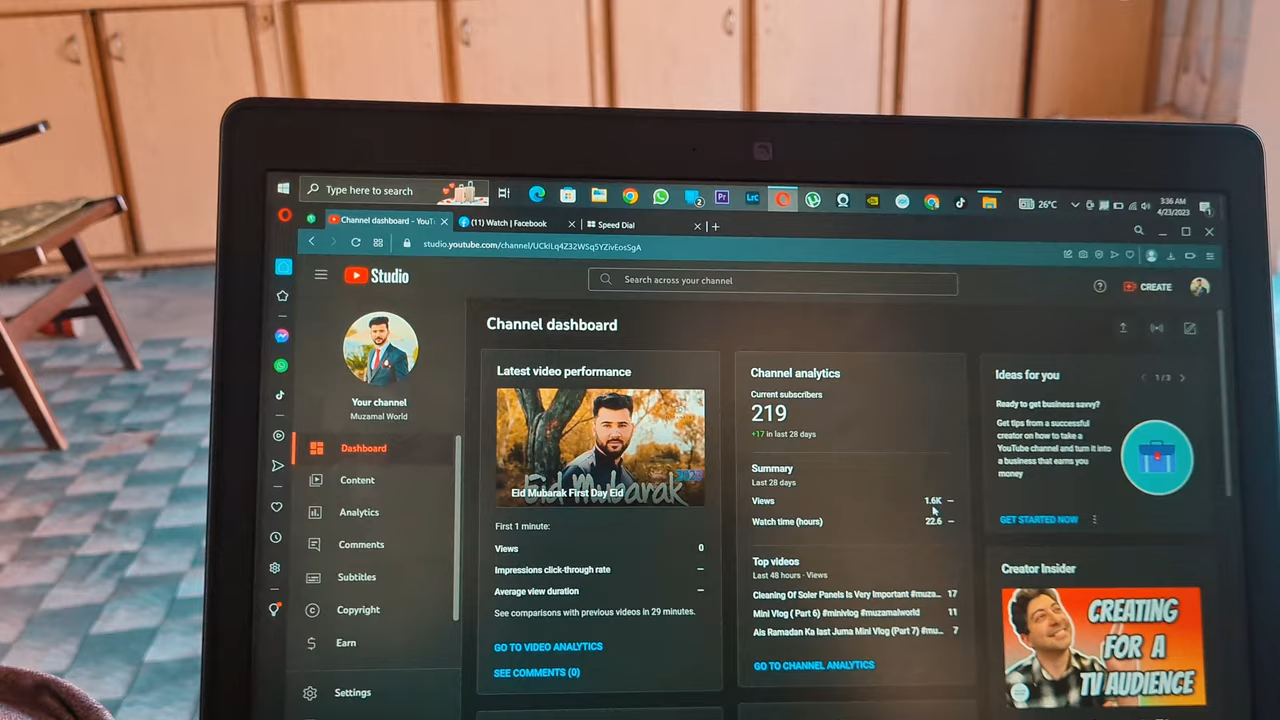 Type here to search
2
Pr
Lrc
26°C
3:36 AM
4/23/2023
1
Channel dashboard - YouT
(11) Watch | Facebook
Speed Dial
studio.youtube.com/channel/UCkiLq4Z32WSq5YZivEosSgA
Studio
Search across your channel
CREATE
Your channel
Muzamal World
Dashboard
Content
Analytics
Comments
Subtitles
Copyright
Earn
Settings
Channel dashboard
Latest video performance
Eid Mubarak
Eid Mubarak First Day Eid
First 1 minute:
Views 0
Impressions click-through rate –
Average view duration –
See comparisons with previous videos in 29 minutes.
GO TO VIDEO ANALYTICS
SEE COMMENTS (0)
Channel analytics
Current subscribers
219
+17 in last 28 days
Summary
Last 28 days
Views 1.6K –
Watch time (hours) 22.6 –
Top videos
Last 48 hours · Views
Cleaning Of Soler Panels Is Very Important #muza... 17
Mini Vlog ( Part 6) #minivlog #muzamalworld 11
Ais Ramadan Ka last Juma Mini Vlog (Part 7) #mu... 7
GO TO CHANNEL ANALYTICS
Ideas for you
1 / 3
Ready to get business savvy?
Get tips from a successful
creator on how to take a
YouTube channel and turn it into
a business that earns you
money
GET STARTED NOW
Creator Insider
CREATING
FOR A
TV AUDIENCE